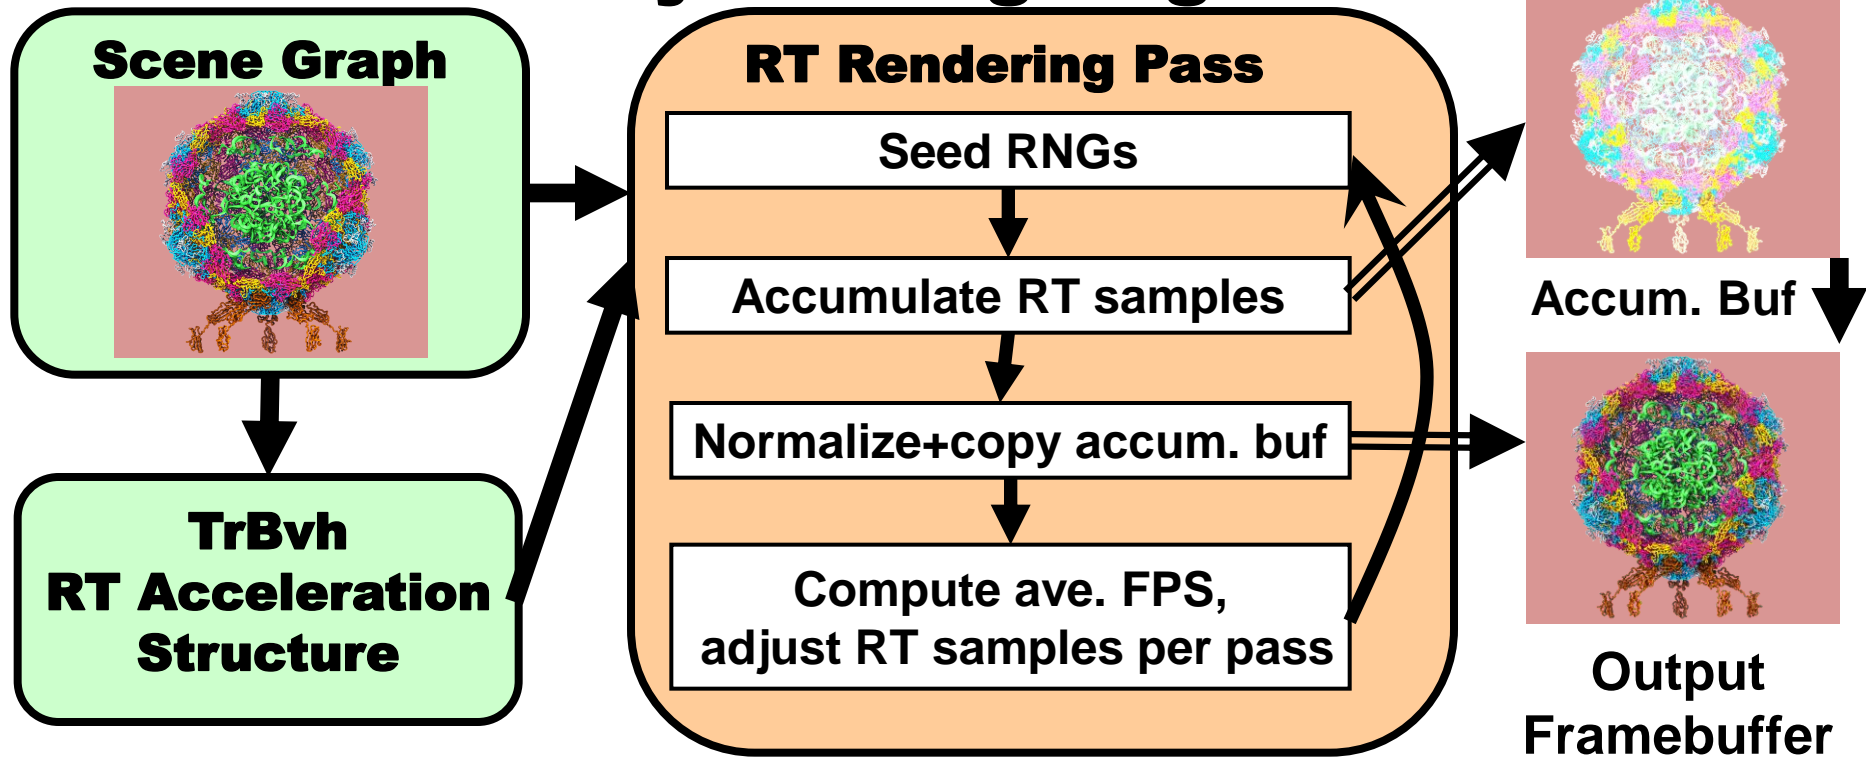 Scene Graph
TrBvh
RT Acceleration
Structure
RT Rendering Pass
Seed RNGs
Accumulate RT samples
Normalize+copy accum. buf
Compute ave. FPS,
adjust RT samples per pass
Accum. Buf
Output
Framebuffer